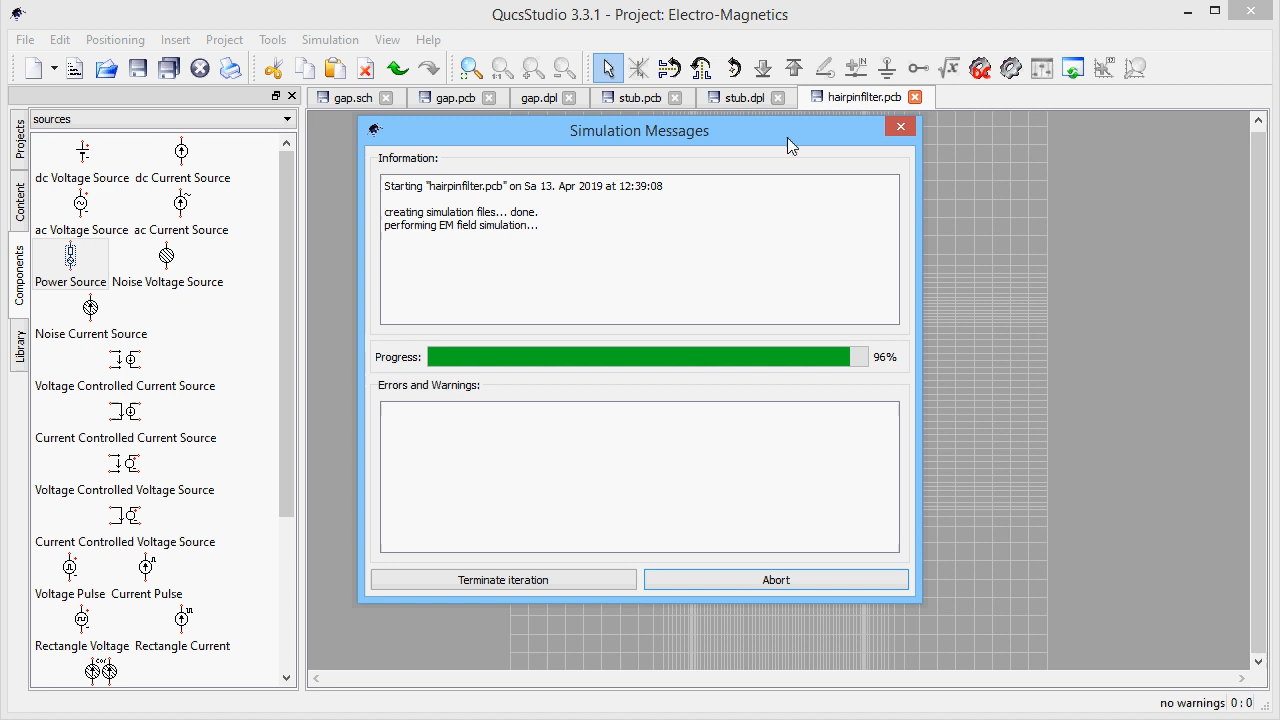 QucsStudio 3.3.1 - Project: Electro-Magnetics
File Edit Positioning Insert Project Tools Simulation View Help
gap.sch gap.pcb gap.dpl stub.pcb stub.dpl hairpinfilter.pcb
Projects
Content
Components
Library
sources
dc Voltage Source dc Current Source
ac Voltage Source ac Current Source
Power Source Noise Voltage Source
Noise Current Source
Voltage Controlled Current Source
Current Controlled Current Source
Voltage Controlled Voltage Source
Current Controlled Voltage Source
Voltage Pulse Current Pulse
Rectangle Voltage Rectangle Current
Simulation Messages
Information:
Starting "hairpinfilter.pcb" on Sa 13. Apr 2019 at 12:39:08
creating simulation files... done.
performing EM field simulation...
Progress: 96%
Errors and Warnings:
Terminate iteration Abort
no warnings 0 : 0